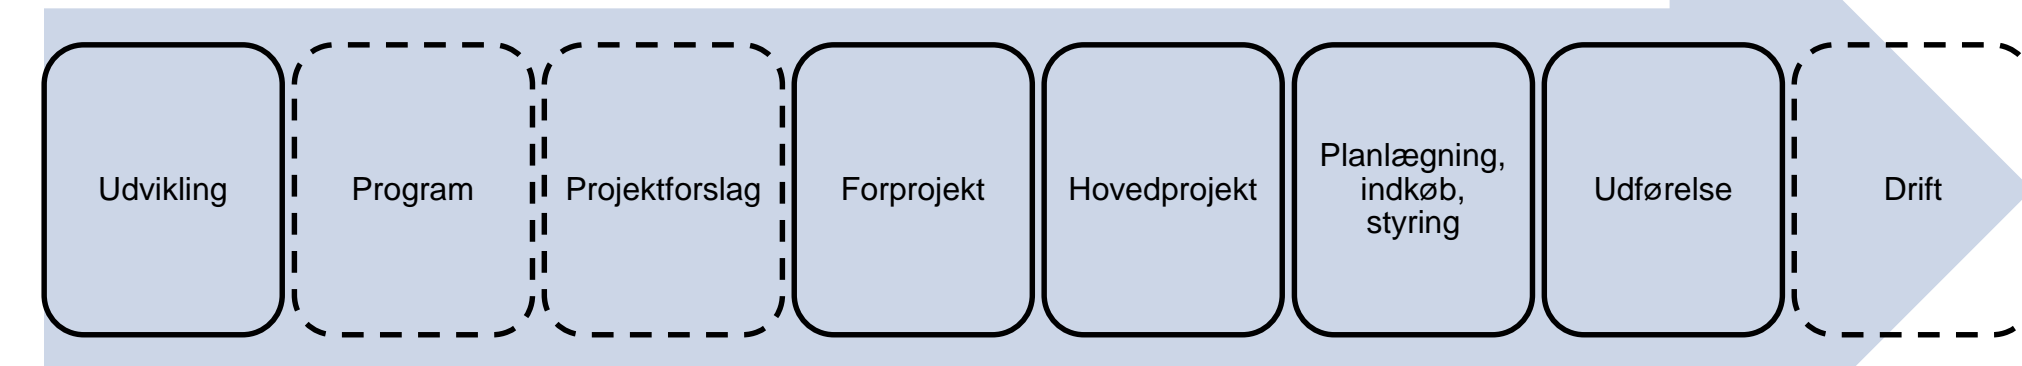 Udvikling
Program
Projektforslag
Forprojekt
Hovedprojekt
Planlægning,
indkøb,
styring
Udførelse
Drift